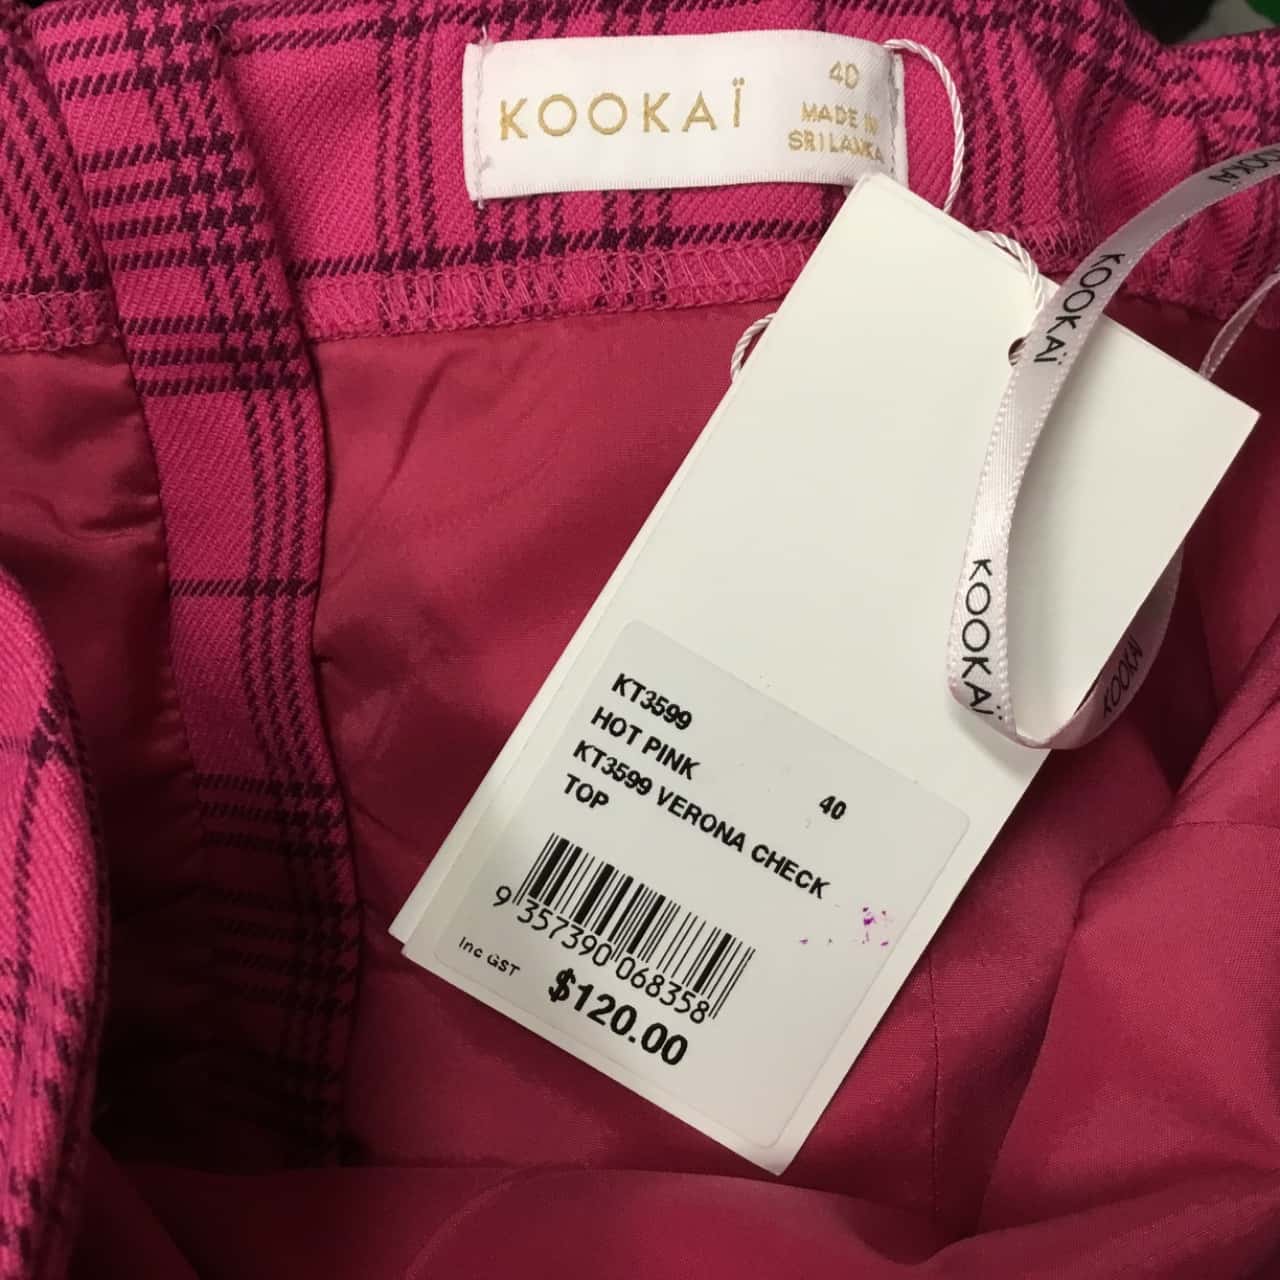 KOOKAÏ
40
MADE IN
SRI LANKA
KOOKAÏ
KOOKAÏ
KOOKAÏ
KOOKAÏ
KT3599
HOT PINK
40
KT3599 VERONA CHECK
TOP
9 357390 068358
Inc GST
$120.00